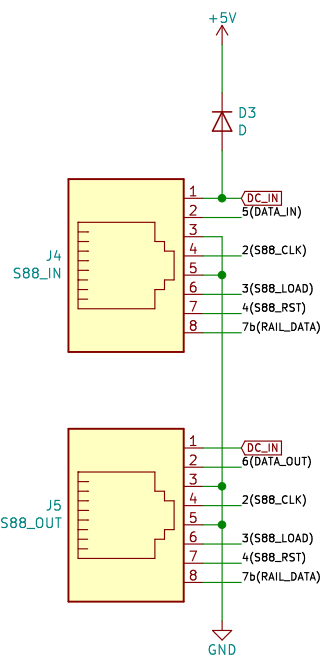 +5V
D3
D
1 DC_IN
2 5(DATA_IN)
3
J4
S88_IN
4 2(S88_CLK)
5
6 3(S88_LOAD)
7 4(S88_RST)
8 7b(RAIL_DATA)
1 DC_IN
2 6(DATA_OUT)
3
J5
S88_OUT
4 2(S88_CLK)
5
6 3(S88_LOAD)
7 4(S88_RST)
8 7b(RAIL_DATA)
GND